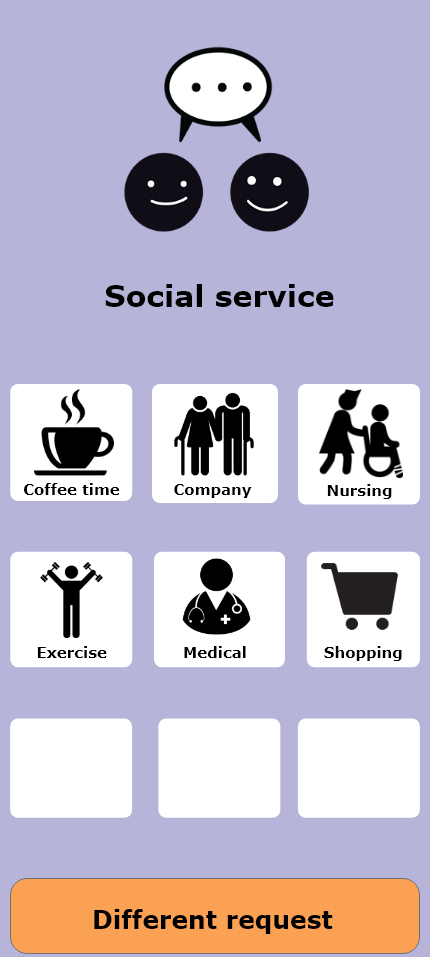 Social service
Coffee time
Company
Nursing
Exercise
Medical
Shopping
Different request